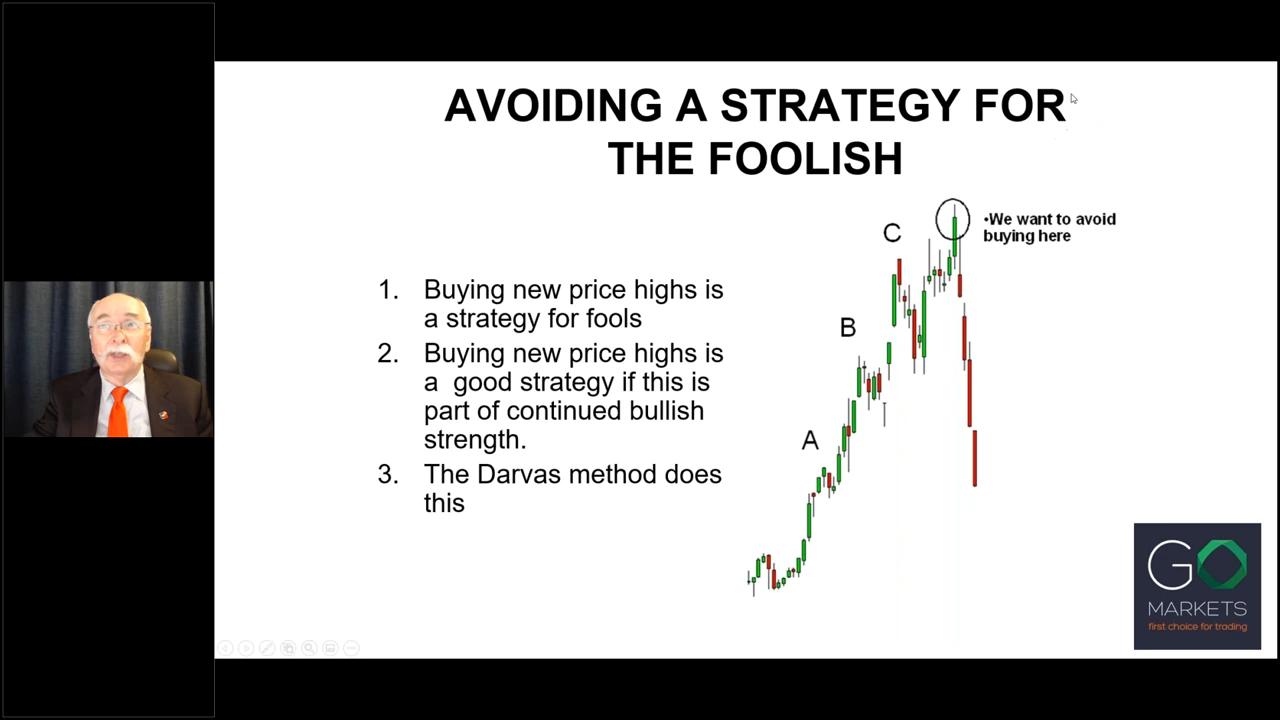 AVOIDING A STRATEGY FOR
THE FOOLISH
1. Buying new price highs is
a strategy for fools
2. Buying new price highs is
a good strategy if this is
part of continued bullish
strength.
3. The Darvas method does
this
A
B
C
•We want to avoid
buying here
GO
MARKETS
first choice for trading